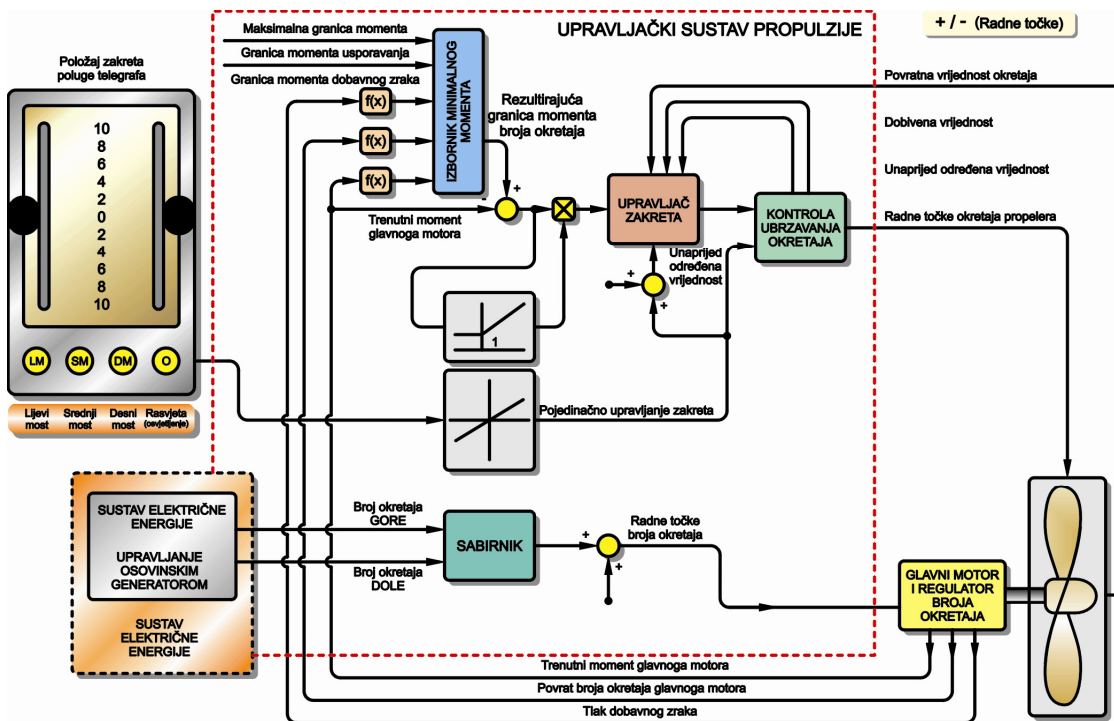 Maksimalna granica momenta
Granica momenta usporavanja
Granica momenta dobavnog zraka
UPRAVLJAČKI SUSTAV PROPULZIJE
+ / - (Radne točke)
Položaj zakreta
poluge telegrafa
10
8
6
4
2
0
2
4
6
8
10
LM
SM
DM
O
Lijevi
most
Srednji
most
Desni
most
Rasvjeta
(osvjetljenje)
f(x)
f(x)
f(x)
IZBORNIK MINIMALNOG
MOMENTA
Rezultirajuća
granica momenta
broja okretaja
+
-
Trenutni moment
glavnoga motora
UPRAVLJAČ
ZAKRETA
KONTROLA
UBRZAVANJA
OKRETAJA
Povratna vrijednost okretaja
Dobivena vrijednost
Unaprijed određena vrijednost
Radne točke okretaja propelera
Unaprijed
određena
vrijednost
+
+
1
Pojedinačno upravljanje zakreta
SUSTAV ELEKTRIČNE
ENERGIJE
UPRAVLJANJE
OSOVINSKIM
GENERATOROM
SUSTAV
ELEKTRIČNE
ENERGIJE
Broj okretaja
GORE
Broj okretaja
DOLE
SABIRNIK
+
+
Radne točke
broja okretaja
GLAVNI MOTOR
I REGULATOR
BROJA
OKRETAJA
Trenutni moment glavnoga motora
Povrat broja okretaja glavnoga motora
Tlak dobavnog zraka